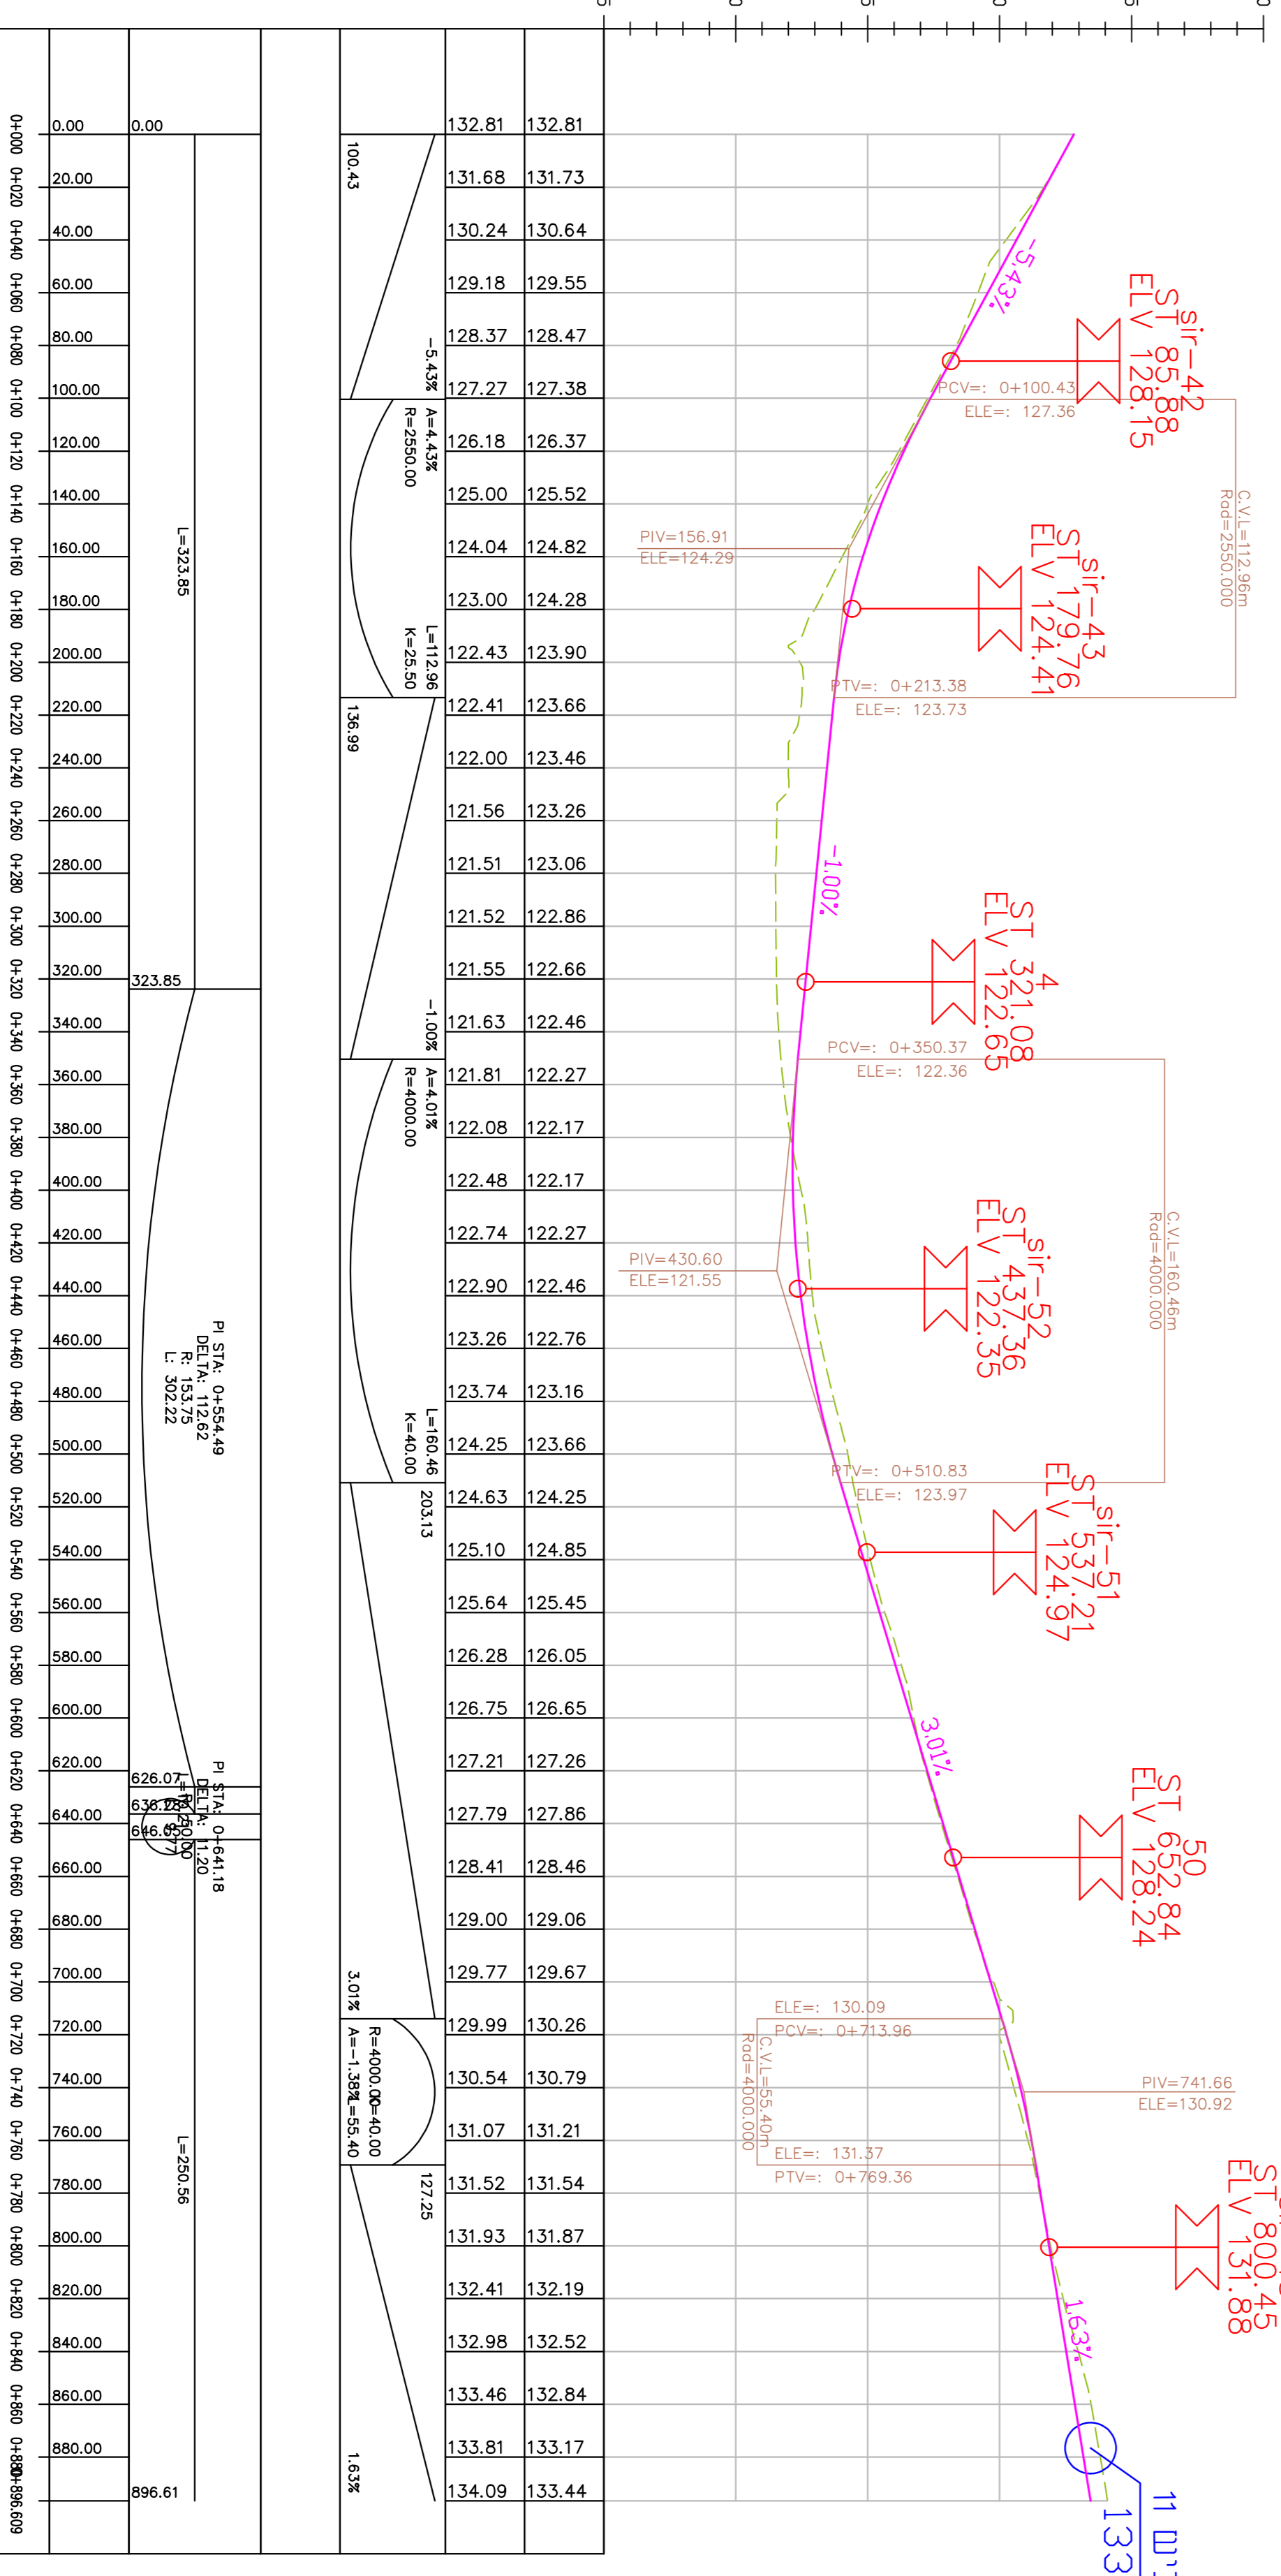 sir-42
ST 85.88
ELV 128.15
sir-43
ST 179.76
ELV 124.41
4
ST 321.08
ELV 122.65
sir-52
ST 437.36
ELV 122.35
sir-51
ST 537.21
ELV 124.97
50
ST 652.84
ELV 128.24
ST 800.45
ELV 131.88
11
133
-5.43%
-1.00%
3.01%
1.63%
C.V.L=112.96m
Rad=2550.000
PCV=: 0+100.43
ELE=: 127.36
PIV=156.91
ELE=124.29
PTV=: 0+213.38
ELE=: 123.73
C.V.L=160.46m
Rad=4000.000
PCV=: 0+350.37
ELE=: 122.36
PIV=430.60
ELE=121.55
PTV=: 0+510.83
ELE=: 123.97
C.V.L=55.40m
Rad=4000.000
ELE=: 130.09
PCV=: 0+713.96
PIV=741.66
ELE=130.92
ELE=: 131.37
PTV=: 0+769.36
132.81 131.73 130.64 129.55 128.47 127.38 126.37 125.52 124.82 124.28 123.90 123.66 123.46 123.26 123.06 122.86 122.66 122.46 122.27 122.17 122.17 122.27 122.46 122.76 123.16 123.66 124.25 124.85 125.45 126.05 126.65 127.26 127.86 128.46 129.06 129.67 130.26 130.79 131.21 131.54 131.87 132.19 132.52 132.84 133.17 133.44
132.81 131.68 130.24 129.18 128.37 127.27 126.18 125.00 124.04 123.00 122.43 122.41 122.00 121.56 121.51 121.52 121.55 121.63 121.81 122.08 122.48 122.74 122.90 123.26 123.74 124.25 124.63 125.10 125.64 126.28 126.75 127.21 127.79 128.41 129.00 129.77 129.99 130.54 131.07 131.52 131.93 132.41 132.98 133.46 133.81 134.09
100.43 -5.43%
A=4.43% L=112.96
R=2550.00 K=25.50
136.99 -1.00%
A=4.01% L=160.46
R=4000.00 K=40.00
203.13 3.01%
R=4000.00 K=40.00
A=-1.38% L=55.40
127.25 1.63%
PI STA: 0+554.49
DELTA: 112.62
R: 153.75
L: 302.22
PI STA: 0+641.18
DELTA: 11.20
L=323.85
L=250.56
0.00 323.85 626.07 636.28 646.05 896.61
0.00 20.00 40.00 60.00 80.00 100.00 120.00 140.00 160.00 180.00 200.00 220.00 240.00 260.00 280.00 300.00 320.00 340.00 360.00 380.00 400.00 420.00 440.00 460.00 480.00 500.00 520.00 540.00 560.00 580.00 600.00 620.00 640.00 660.00 680.00 700.00 720.00 740.00 760.00 780.00 800.00 820.00 840.00 860.00 880.00
0+000 0+020 0+040 0+060 0+080 0+100 0+120 0+140 0+160 0+180 0+200 0+220 0+240 0+260 0+280 0+300 0+320 0+340 0+360 0+380 0+400 0+420 0+440 0+460 0+480 0+500 0+520 0+540 0+560 0+580 0+600 0+620 0+640 0+660 0+680 0+700 0+720 0+740 0+760 0+780 0+800 0+820 0+840 0+860 0+880 0+896.609